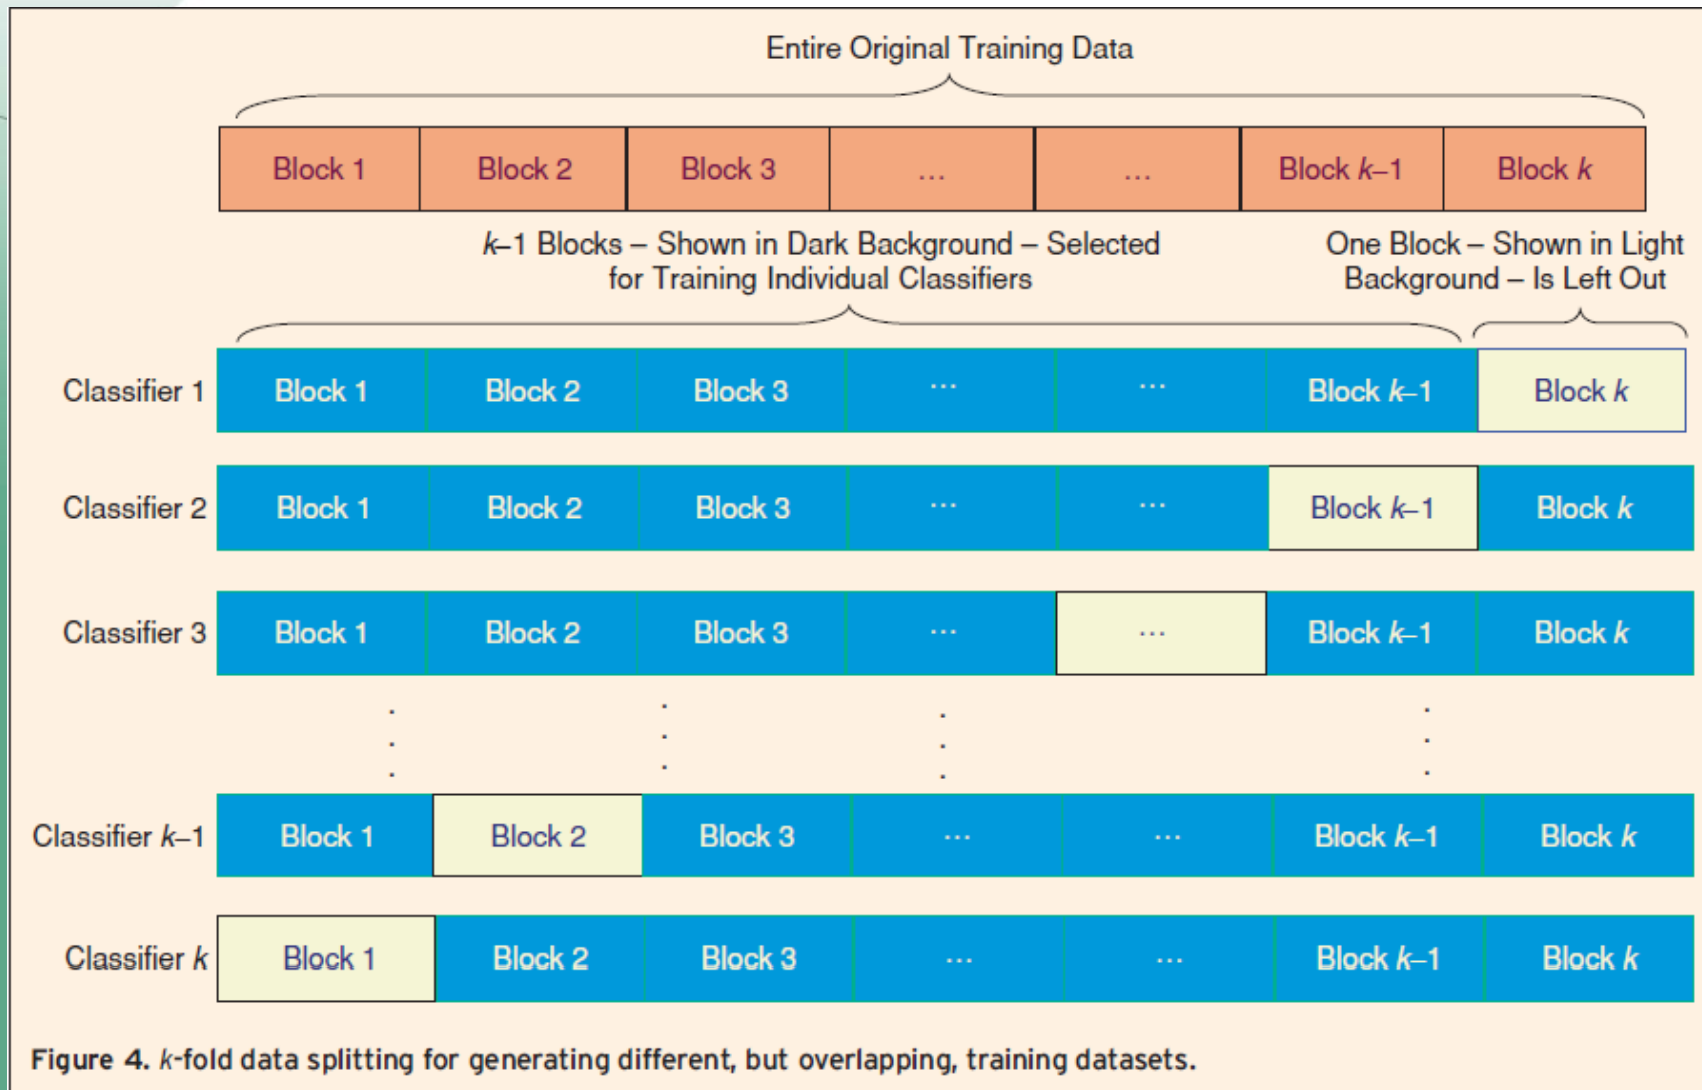 Entire Original Training Data
Block 1 Block 2 Block 3 ... ... Block k–1 Block k
k–1 Blocks – Shown in Dark Background – Selected
for Training Individual Classifiers
One Block – Shown in Light
Background – Is Left Out
Classifier 1 Block 1 Block 2 Block 3 ... ... Block k–1 Block k
Classifier 2 Block 1 Block 2 Block 3 ... ... Block k–1 Block k
Classifier 3 Block 1 Block 2 Block 3 ... ... Block k–1 Block k
Classifier k–1 Block 1 Block 2 Block 3 ... ... Block k–1 Block k
Classifier k Block 1 Block 2 Block 3 ... ... Block k–1 Block k
Figure 4. k-fold data splitting for generating different, but overlapping, training datasets.